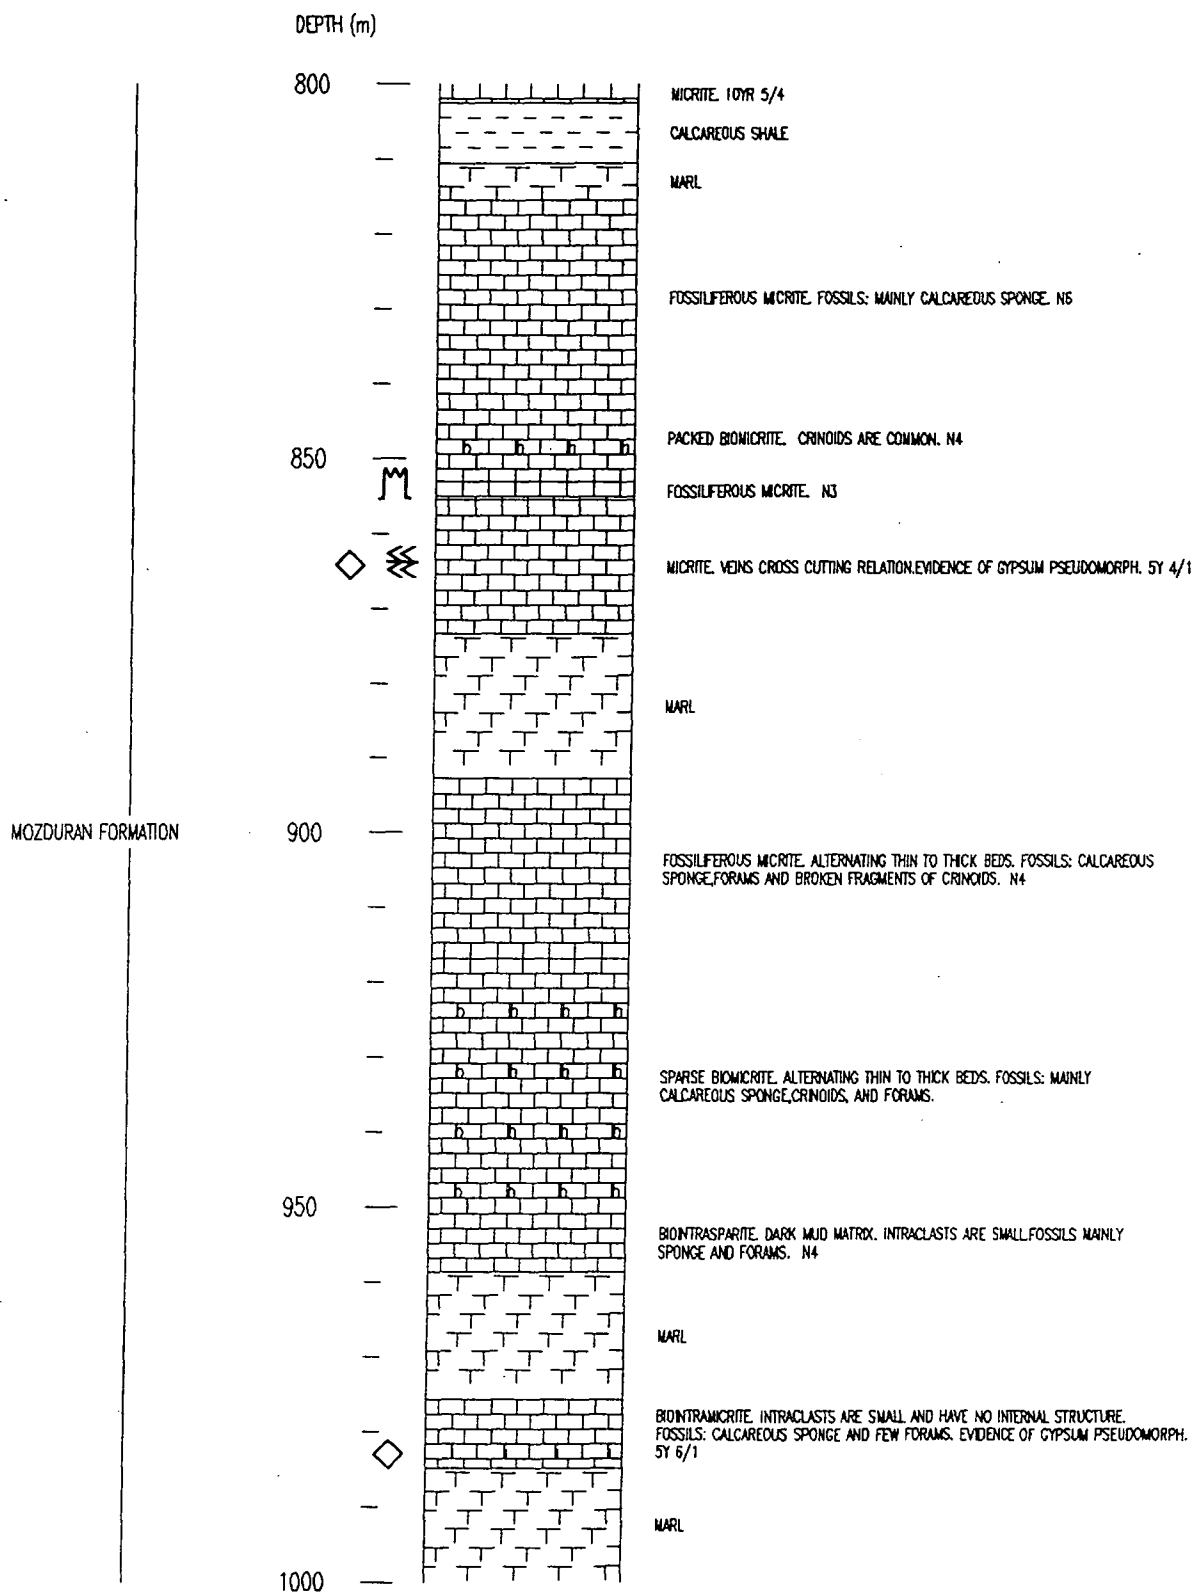 DEPTH (m)
800
MICRITE. 10YR 5/4
CALCAREOUS SHALE
MARL
FOSSILIFEROUS MICRITE. FOSSILS: MAINLY CALCAREOUS SPONGE. N6
PACKED BIOMICRITE. CRINOIDS ARE COMMON. N4
850
FOSSILIFEROUS MICRITE. N3
MICRITE. VEINS CROSS CUTTING RELATION.EVIDENCE OF GYPSUM PSEUDOMORPH. 5Y 4/1
MARL
MOZDURAN FORMATION
900
FOSSILIFEROUS MICRITE. ALTERNATING THIN TO THICK BEDS. FOSSILS: CALCAREOUS
SPONGE,FORAMS AND BROKEN FRAGMENTS OF CRINOIDS. N4
SPARSE BIOMICRITE. ALTERNATING THIN TO THICK BEDS. FOSSILS: MAINLY
CALCAREOUS SPONGE,CRINOIDS, AND FORAMS.
950
BIOINTRASPARITE. DARK MUD MATRIX. INTRACLASTS ARE SMALL.FOSSILS MAINLY
SPONGE AND FORAMS. N4
MARL
BIOINTRAMICRITE. INTRACLASTS ARE SMALL AND HAVE NO INTERNAL STRUCTURE.
FOSSILS: CALCAREOUS SPONGE AND FEW FORAMS. EVIDENCE OF GYPSUM PSEUDOMORPH.
5Y 6/1
MARL
1000